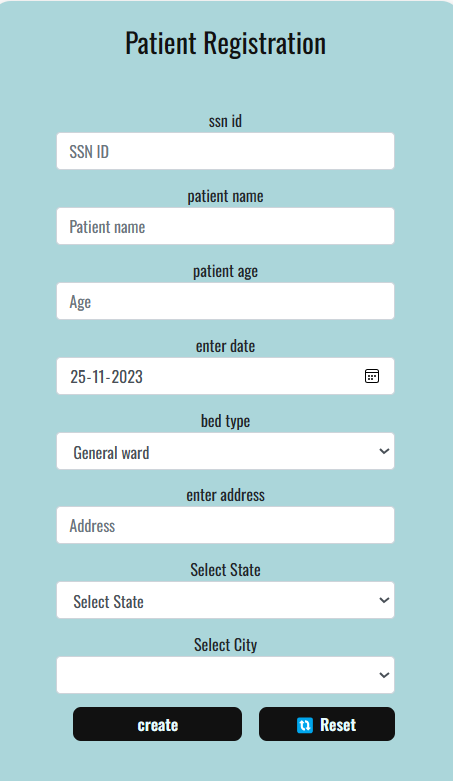 Patient Registration
ssn id
SSN ID
patient name
Patient name
patient age
Age
enter date
25-11-2023
bed type
General ward
enter address
Address
Select State
Select State
Select City
create
Reset